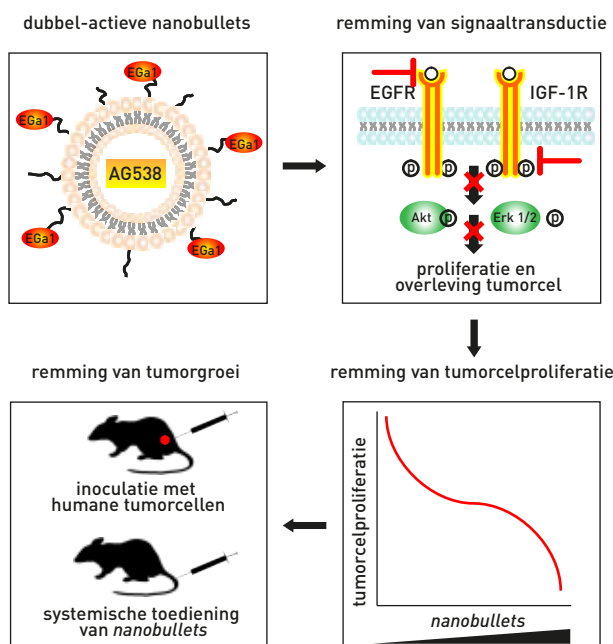 dubbel-actieve nanobullets
EGa1
EGa1
EGa1
EGa1
EGa1
AG538
remming van signaaltransductie
EGFR
IGF-1R
p
p
p
p
Akt
p
Erk 1/2
p
proliferatie en
overleving tumorcel
remming van tumorgroei
inoculatie met
humane tumorcellen
systemische toediening
van nanobullets
remming van tumorcelproliferatie
tumorcelproliferatie
nanobullets